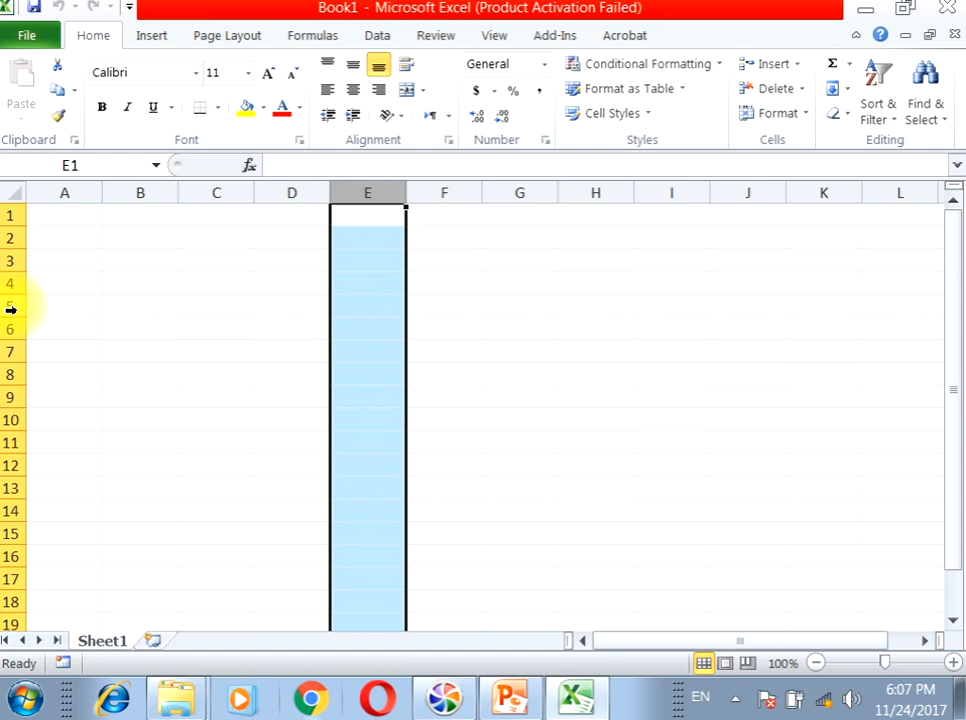 Book1 - Microsoft Excel (Product Activation Failed)
File Home Insert Page Layout Formulas Data Review View Add-Ins Acrobat
Paste
Calibri 11
B I U A
General
$ % ,
Conditional Formatting
Format as Table
Cell Styles
Insert
Delete
Format
Σ
Sort & Filter
Find & Select
Clipboard Font Alignment Number Styles Cells Editing
E1 fx
A B C D E F G H I J K L
1
2
3
4
5
6
7
8
9
10
11
12
13
14
15
16
17
18
19
Sheet1
Ready 100%
EN 6:07 PM
11/24/2017